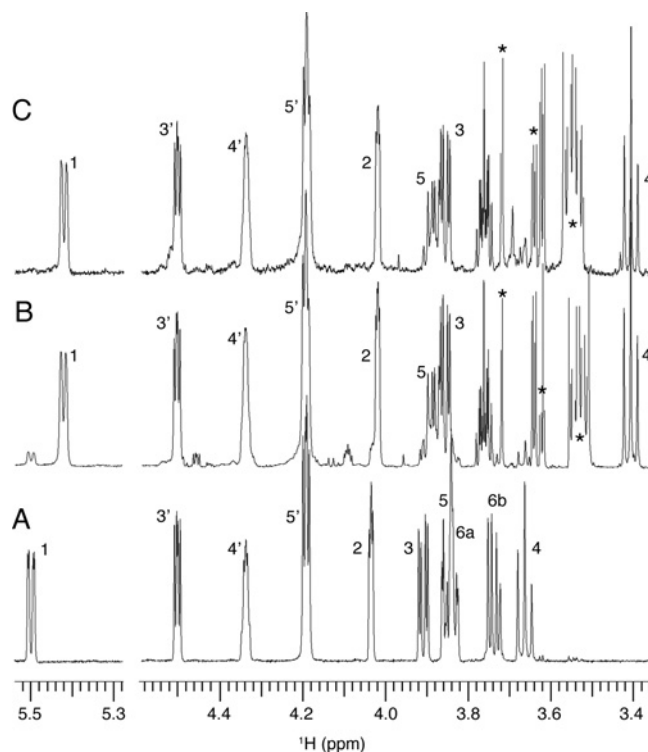 *
C 5' *
3' 4' 2 * 3
1 5 * 4
5'
B *
3' 4' 2 3
1 5 * 4
*
A 3' 5' 5 6b
1 4' 2 3 6a 4
5.5 5.3 4.4 4.2 4.0 3.8 3.6 3.4
¹H (ppm)